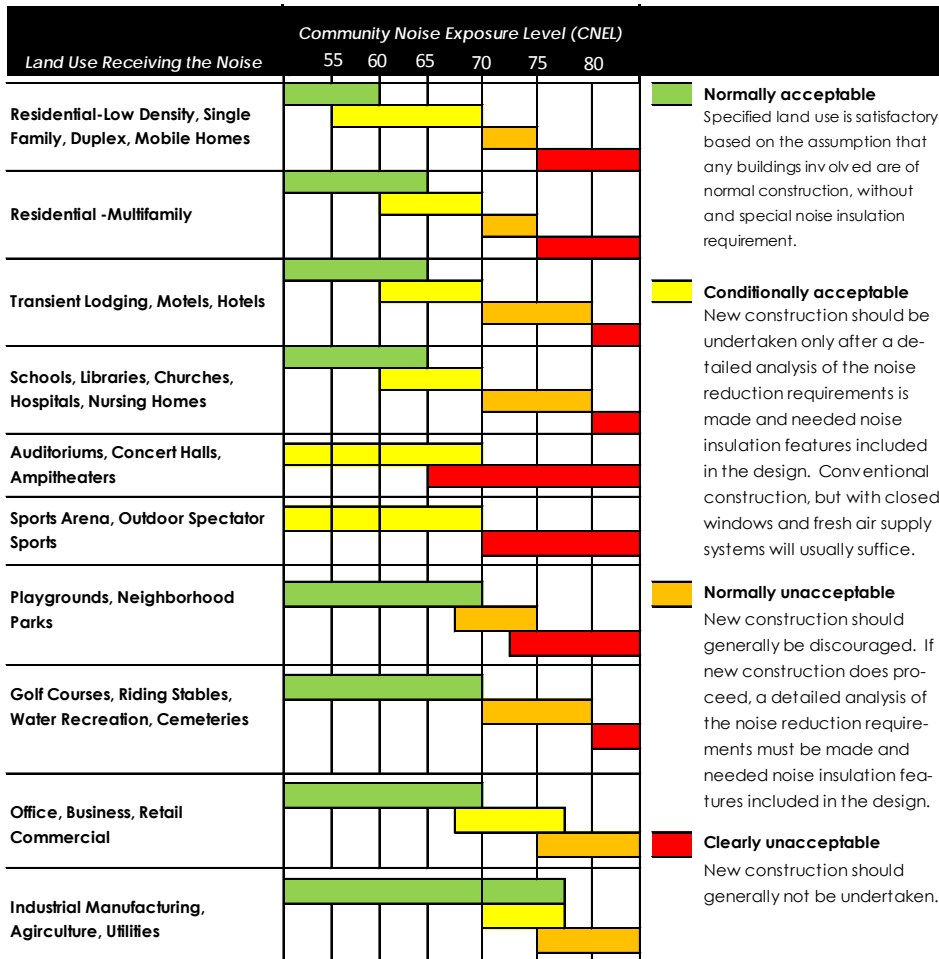 Community Noise Exposure Level (CNEL)
Land Use Receiving the Noise
55 60 65 70 75 80
Residential-Low Density, Single
Family, Duplex, Mobile Homes
Residential -Multifamily
Transient Lodging, Motels, Hotels
Schools, Libraries, Churches,
Hospitals, Nursing Homes
Auditoriums, Concert Halls,
Ampitheaters
Sports Arena, Outdoor Spectator
Sports
Playgrounds, Neighborhood
Parks
Golf Courses, Riding Stables,
Water Recreation, Cemeteries
Office, Business, Retail
Commercial
Industrial Manufacturing,
Agirculture, Utilities
Normally acceptable
Specified land use is satisfactory
based on the assumption that
any buildings involved are of
normal construction, without
and special noise insulation
requirement.
Conditionally acceptable
New construction should be
undertaken only after a de-
tailed analysis of the noise
reduction requirements is
made and needed noise
insulation features included
in the design. Conventional
construction, but with closed
windows and fresh air supply
systems will usually suffice.
Normally unacceptable
New construction should
generally be discouraged. If
new construction does pro-
ceed, a detailed analysis of
the noise reduction require-
ments must be made and
needed noise insulation fea-
tures included in the design.
Clearly unacceptable
New construction should
generally not be undertaken.